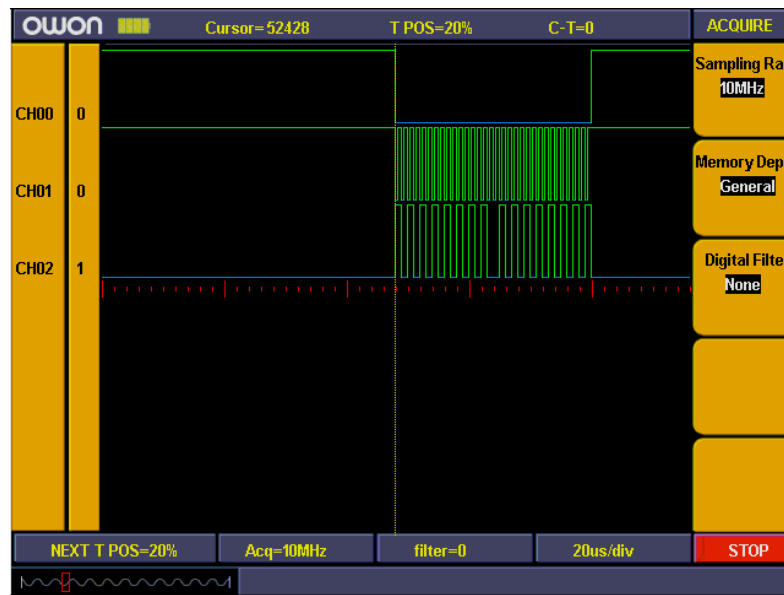 owon Cursor=52428 T POS=20% C-T=0 ACQUIRE
Sampling Ra
10MHz
CH00 0
Memory Dep
General
CH01 0
Digital Filte
None
CH02 1
NEXT T POS=20% Acq=10MHz filter=0 20us/div STOP